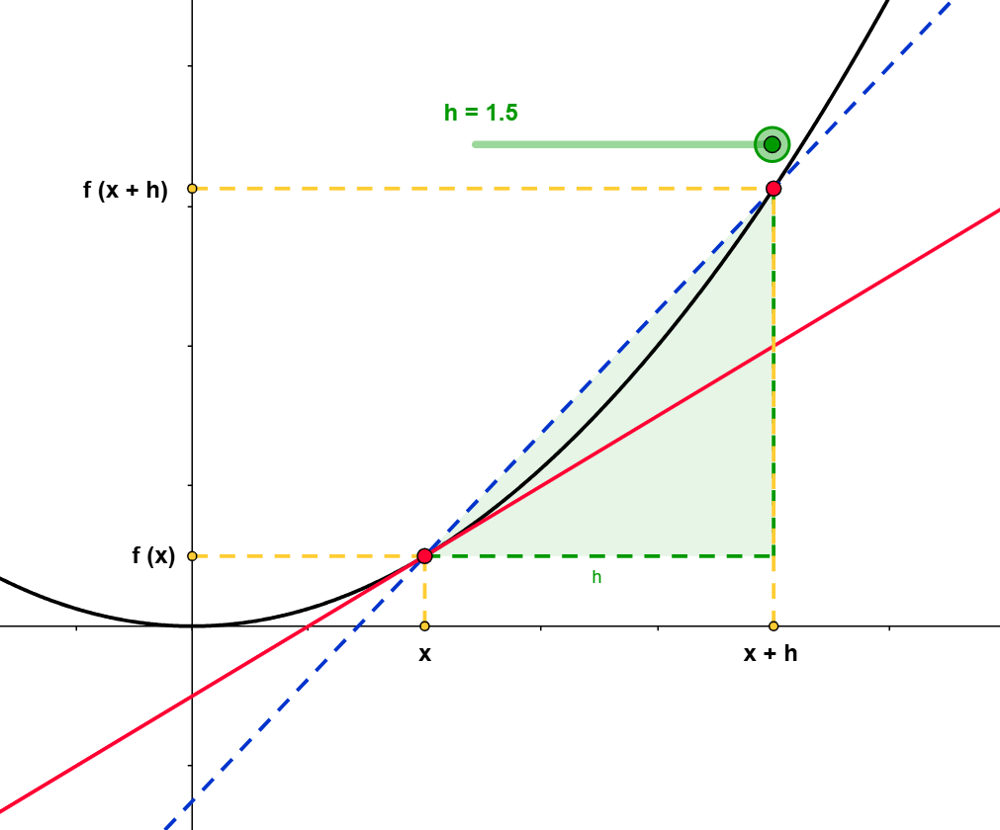 h = 1.5
f (x + h)
f (x)
h
x
x + h